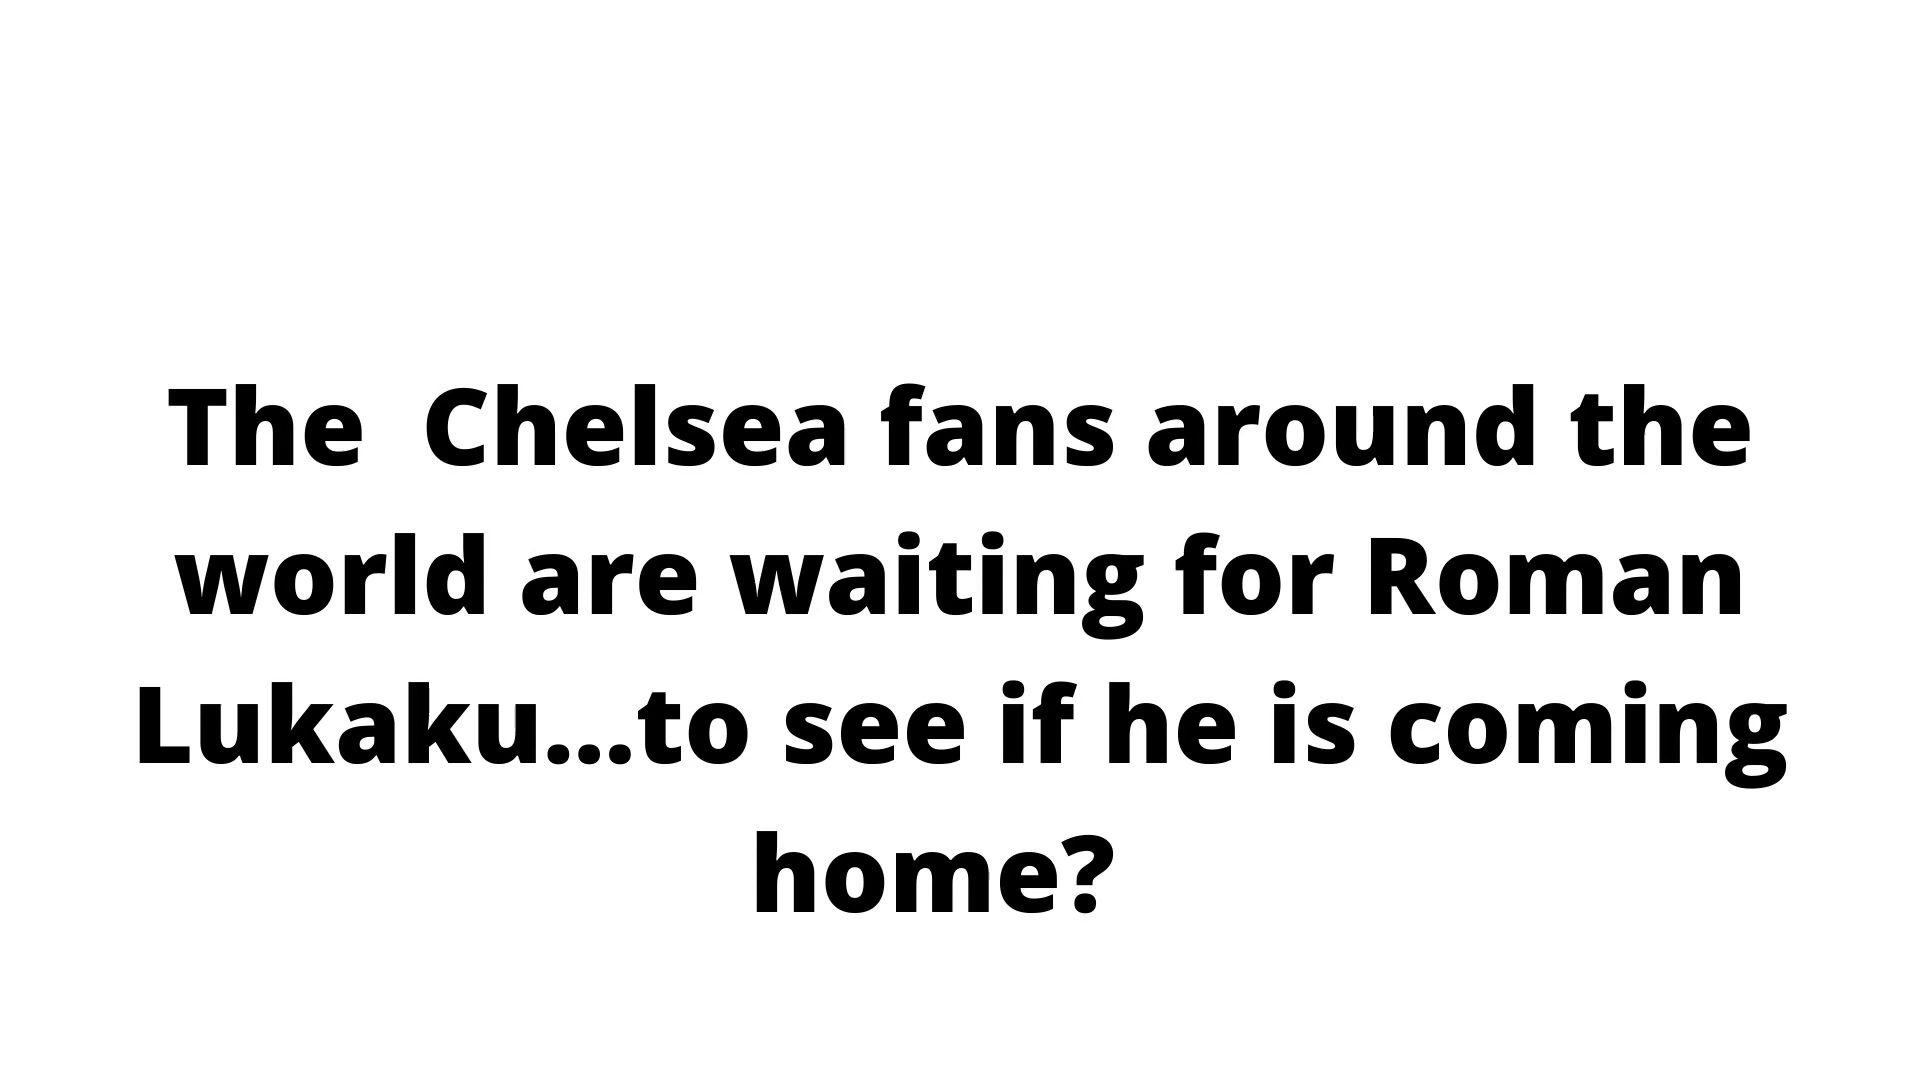 The  Chelsea fans around the
world are waiting for Roman
Lukaku...to see if he is coming
home?